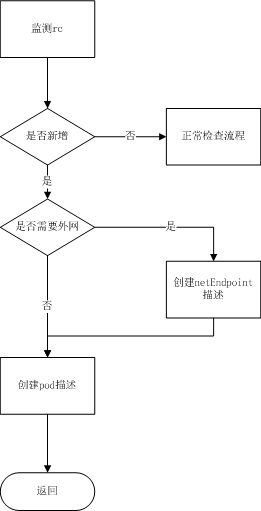 监测rc
是否新增
否
正常检查流程
是
是否需要外网
是
创建netEndpoint
描述
否
创建pod描述
返回